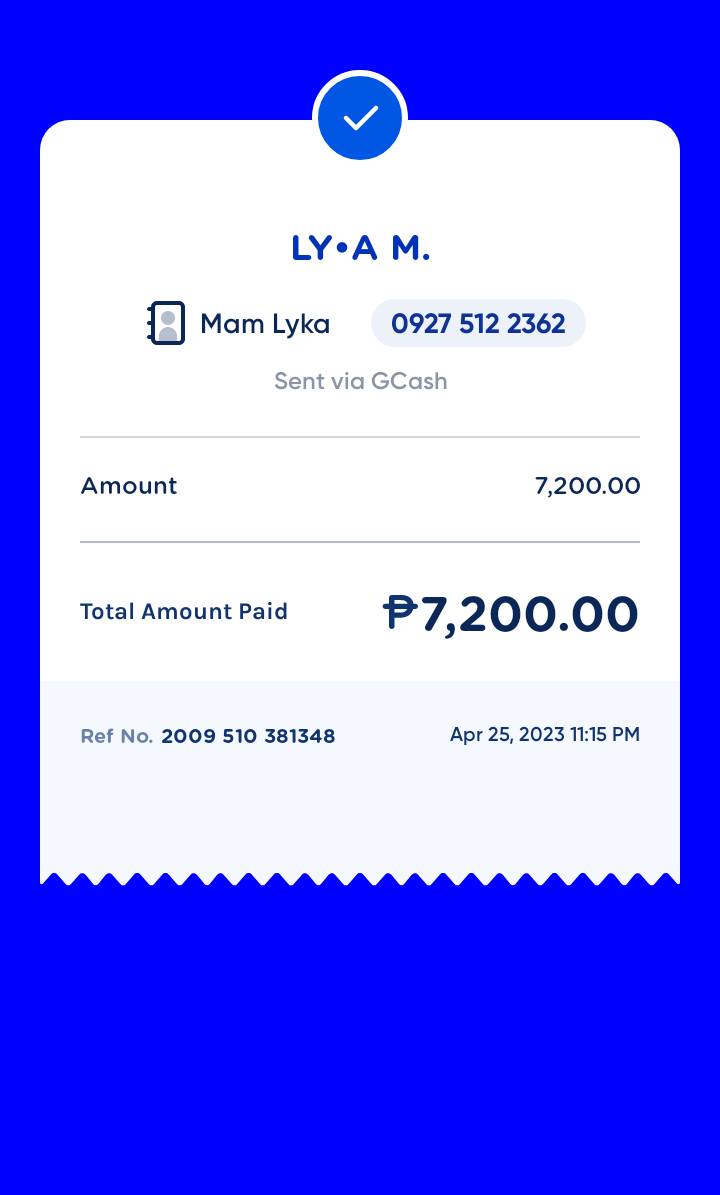 LY•A M.
Mam Lyka 0927 512 2362
Sent via GCash
Amount 7,200.00
Total Amount Paid ₱7,200.00
Ref No. 2009 510 381348 Apr 25, 2023 11:15 PM